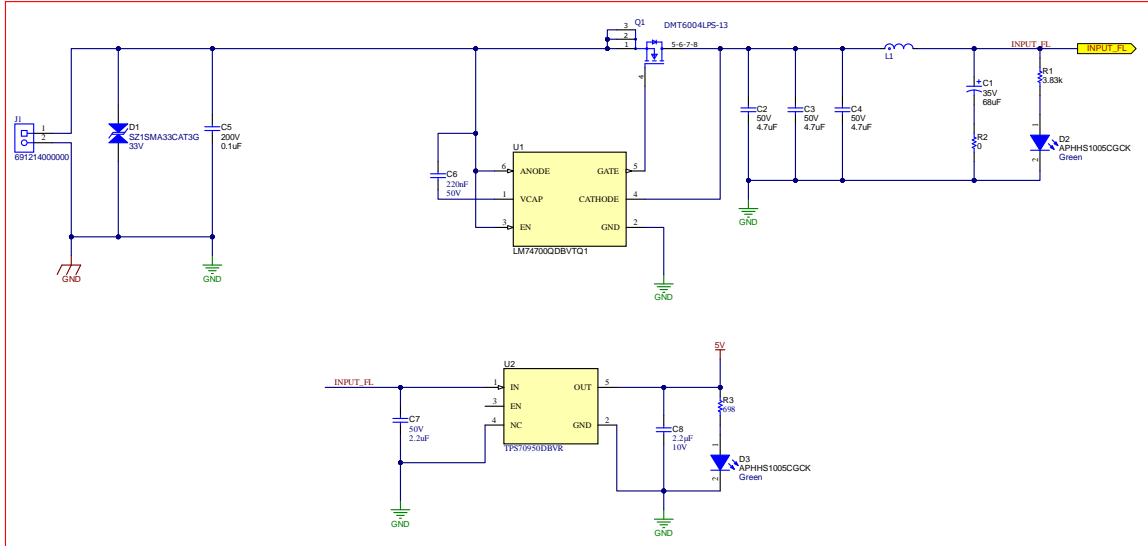 J1
1
2
691214000000
D1
SZ1SMA33CAT3G
33V
C5
200V
0.1uF
GND
GND
Q1
DMT6004LPS-13
3
2
1
5-6-7-8
4
C6
220nF
50V
U1
6
ANODE
GATE
5
1
VCAP
CATHODE
4
3
EN
GND
2
LM74700QDBVTQ1
GND
C2
50V
4.7uF
C3
50V
4.7uF
C4
50V
4.7uF
GND
L1
INPUT_FL
INPUT_FL
+
C1
35V
68uF
R2
0
R1
3.83k
1
D2
APHHS1005CGCK
Green
2
INPUT_FL
C7
50V
2.2uF
GND
U2
1
IN
OUT
5
3
EN
4
NC
GND
2
TPS70950DBVR
5V
C8
2.2µF
10V
R3
698
1
D3
APHHS1005CGCK
Green
2
GND